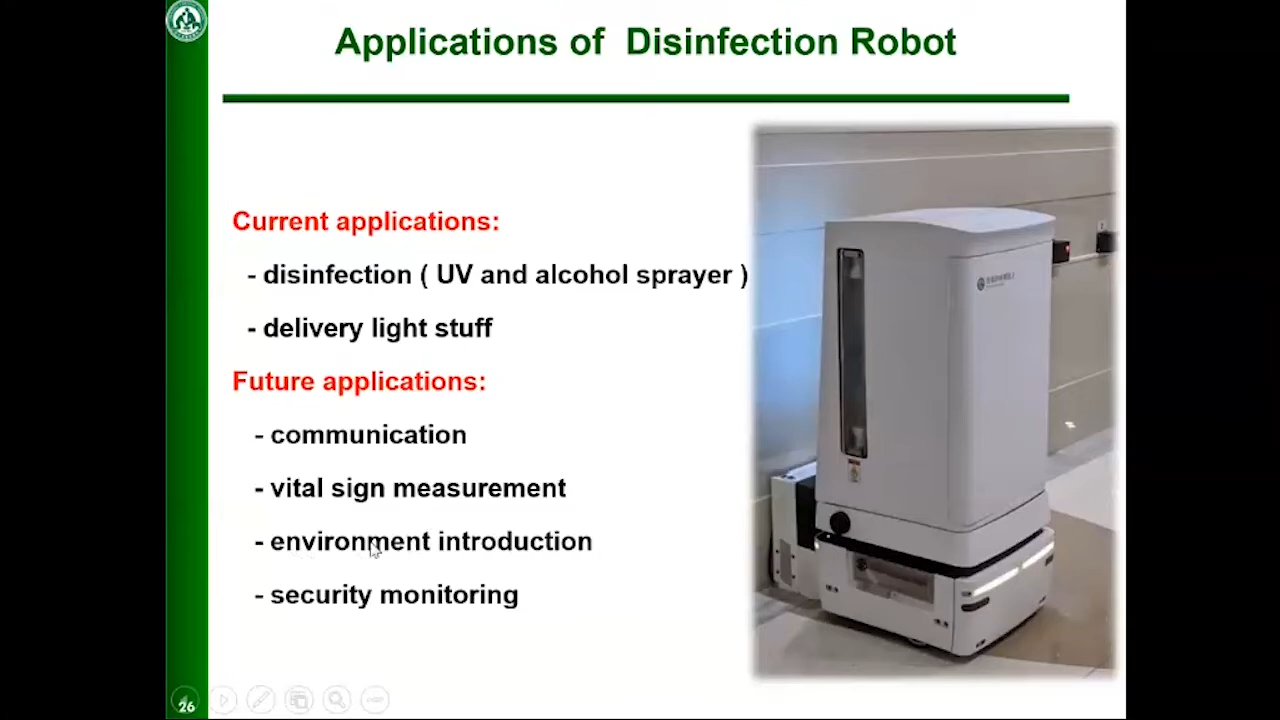 Applications of Disinfection Robot
Current applications:
- disinfection ( UV and alcohol sprayer )
- delivery light stuff
Future applications:
- communication
- vital sign measurement
- environment introduction
- security monitoring
26